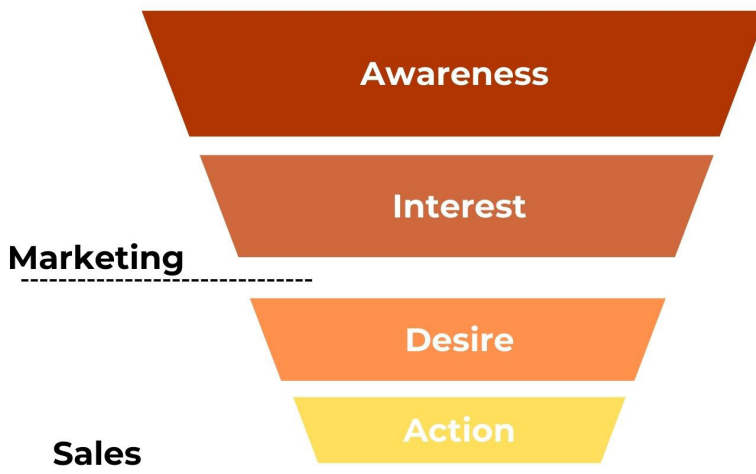 Awareness
Interest
Marketing
Desire
Action
Sales